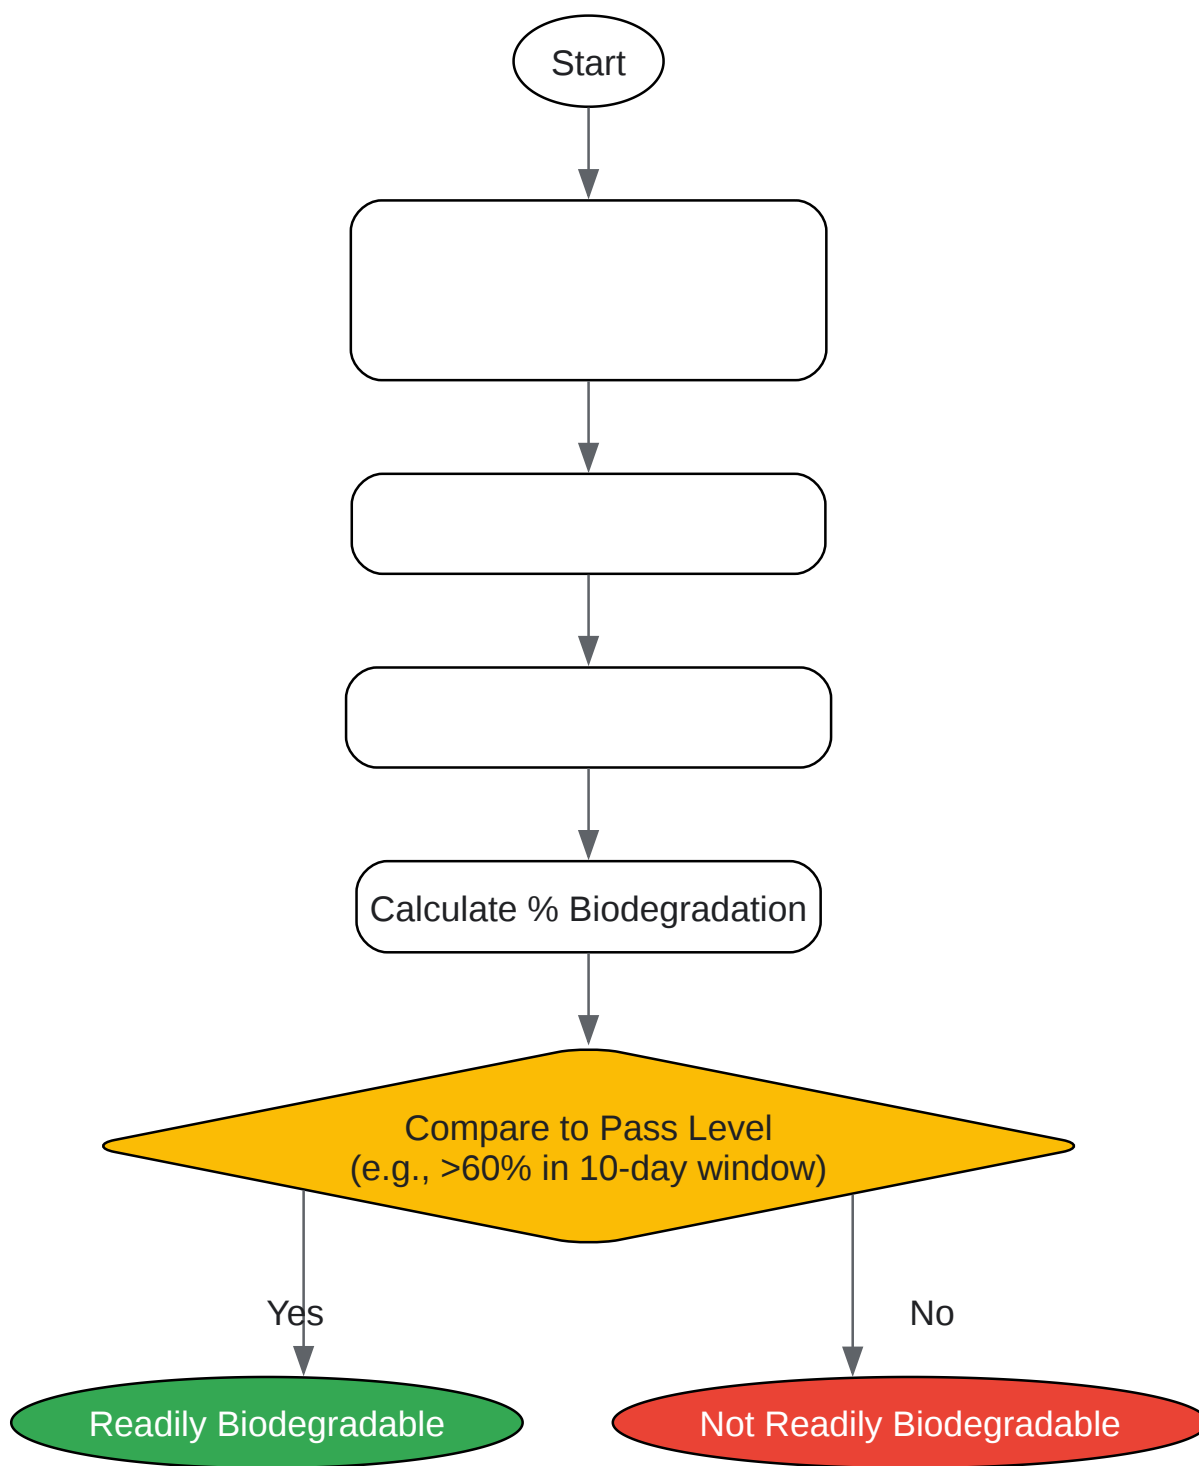 Start
Calculate % Biodegradation
Compare to Pass Level
(e.g., >60% in 10-day window)
Yes
No
Readily Biodegradable
Not Readily Biodegradable